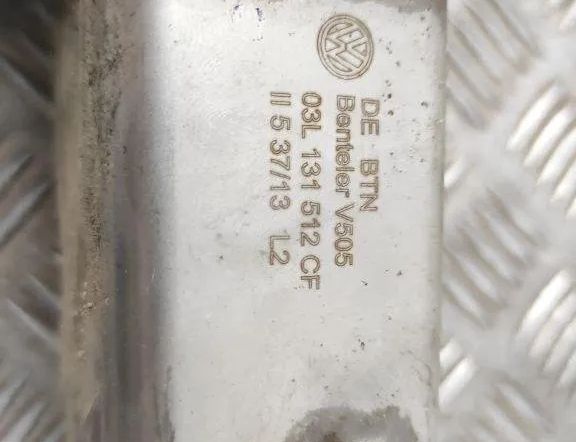 DE BTN
Benteler V505
03L 131 512 CF
II 5 37/13 L2